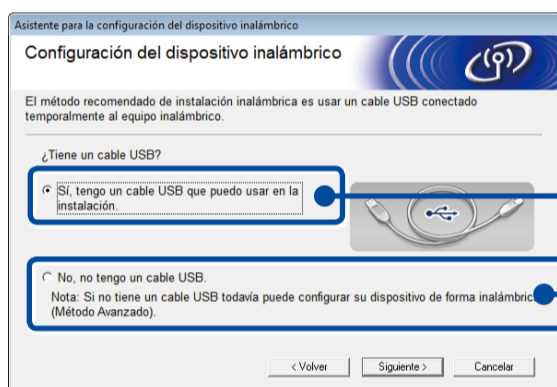 Asistente para la configuración del dispositivo inalámbrico
Configuración del dispositivo inalámbrico
El método recomendado de instalación inalámbrica es usar un cable USB conectado
temporalmente al equipo inalámbrico.
¿Tiene un cable USB?
Sí, tengo un cable USB que puedo usar en la
instalación.
No, no tengo un cable USB.
Nota: Si no tiene un cable USB todavía puede configurar su dispositivo de forma inalámbric
(Método Avanzado).
< Volver
Siguiente >
Cancelar